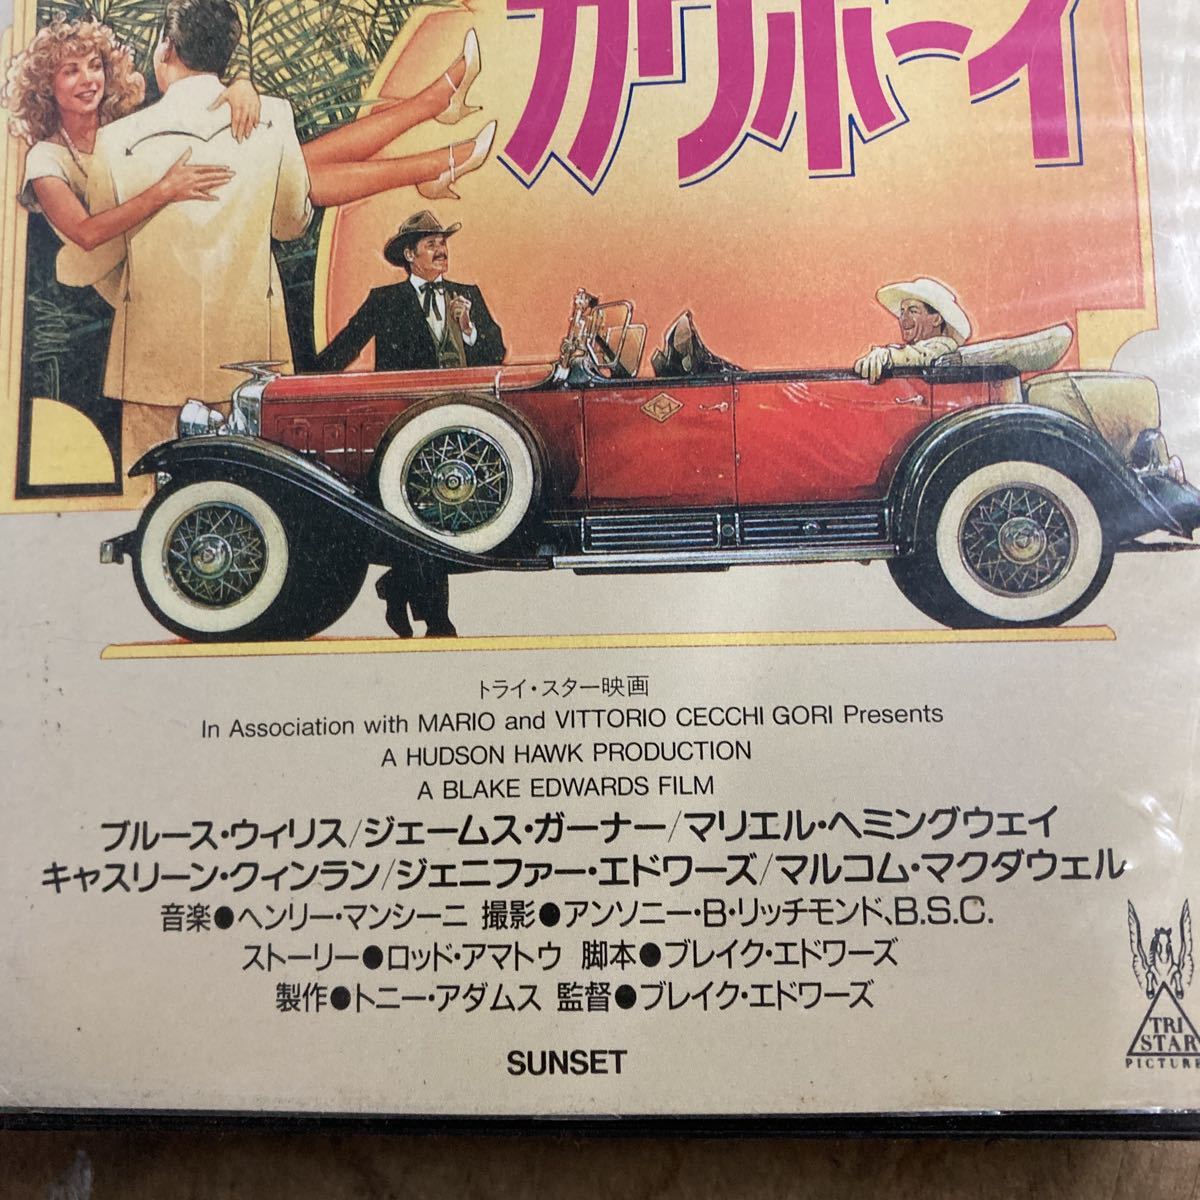 カウボーイ
トライ・スター映画
In Association with MARIO and VITTORIO CECCHI GORI Presents
A HUDSON HAWK PRODUCTION
A BLAKE EDWARDS FILM
ブルース・ウィリス/ジェームス・ガーナー/マリエル・ヘミングウェイ
キャスリーン・クィンラン/ジェニファー・エドワーズ/マルコム・マクダウェル
音楽●ヘンリー・マンシーニ 撮影●アンソニー・B・リッチモンド、B.S.C.
ストーリー●ロッド・アマトウ 脚本●ブレイク・エドワーズ
製作●トニー・アダムス 監督●ブレイク・エドワーズ
SUNSET
TRI
STAR
PICTURE